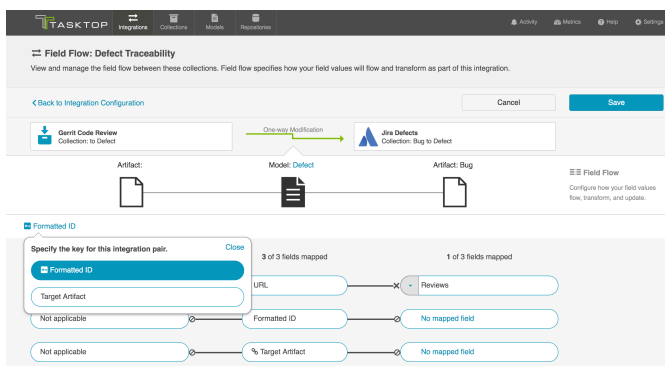 TASKTOP
Integrations
Collections
Models
Repositories
Activity
Metrics
Help
Settings
Field Flow: Defect Traceability
View and manage the field flow between these collections. Field flow specifies how your field values will flow and transform as part of this integration.
Back to Integration Configuration
Cancel
Save
Gerrit Code Review
Collection: to Defect
One-way Modification
Jira Defects
Collection: Bug to Defect
Artifact:
Model: Defect
Artifact: Bug
Field Flow
Configure how your field values
flow, transform, and update.
Formatted ID
Specify the key for this integration pair.
Close
Formatted ID
Target Artifact
3 of 3 fields mapped
1 of 3 fields mapped
URL
Reviews
Not applicable
Formatted ID
No mapped field
Not applicable
Target Artifact
No mapped field